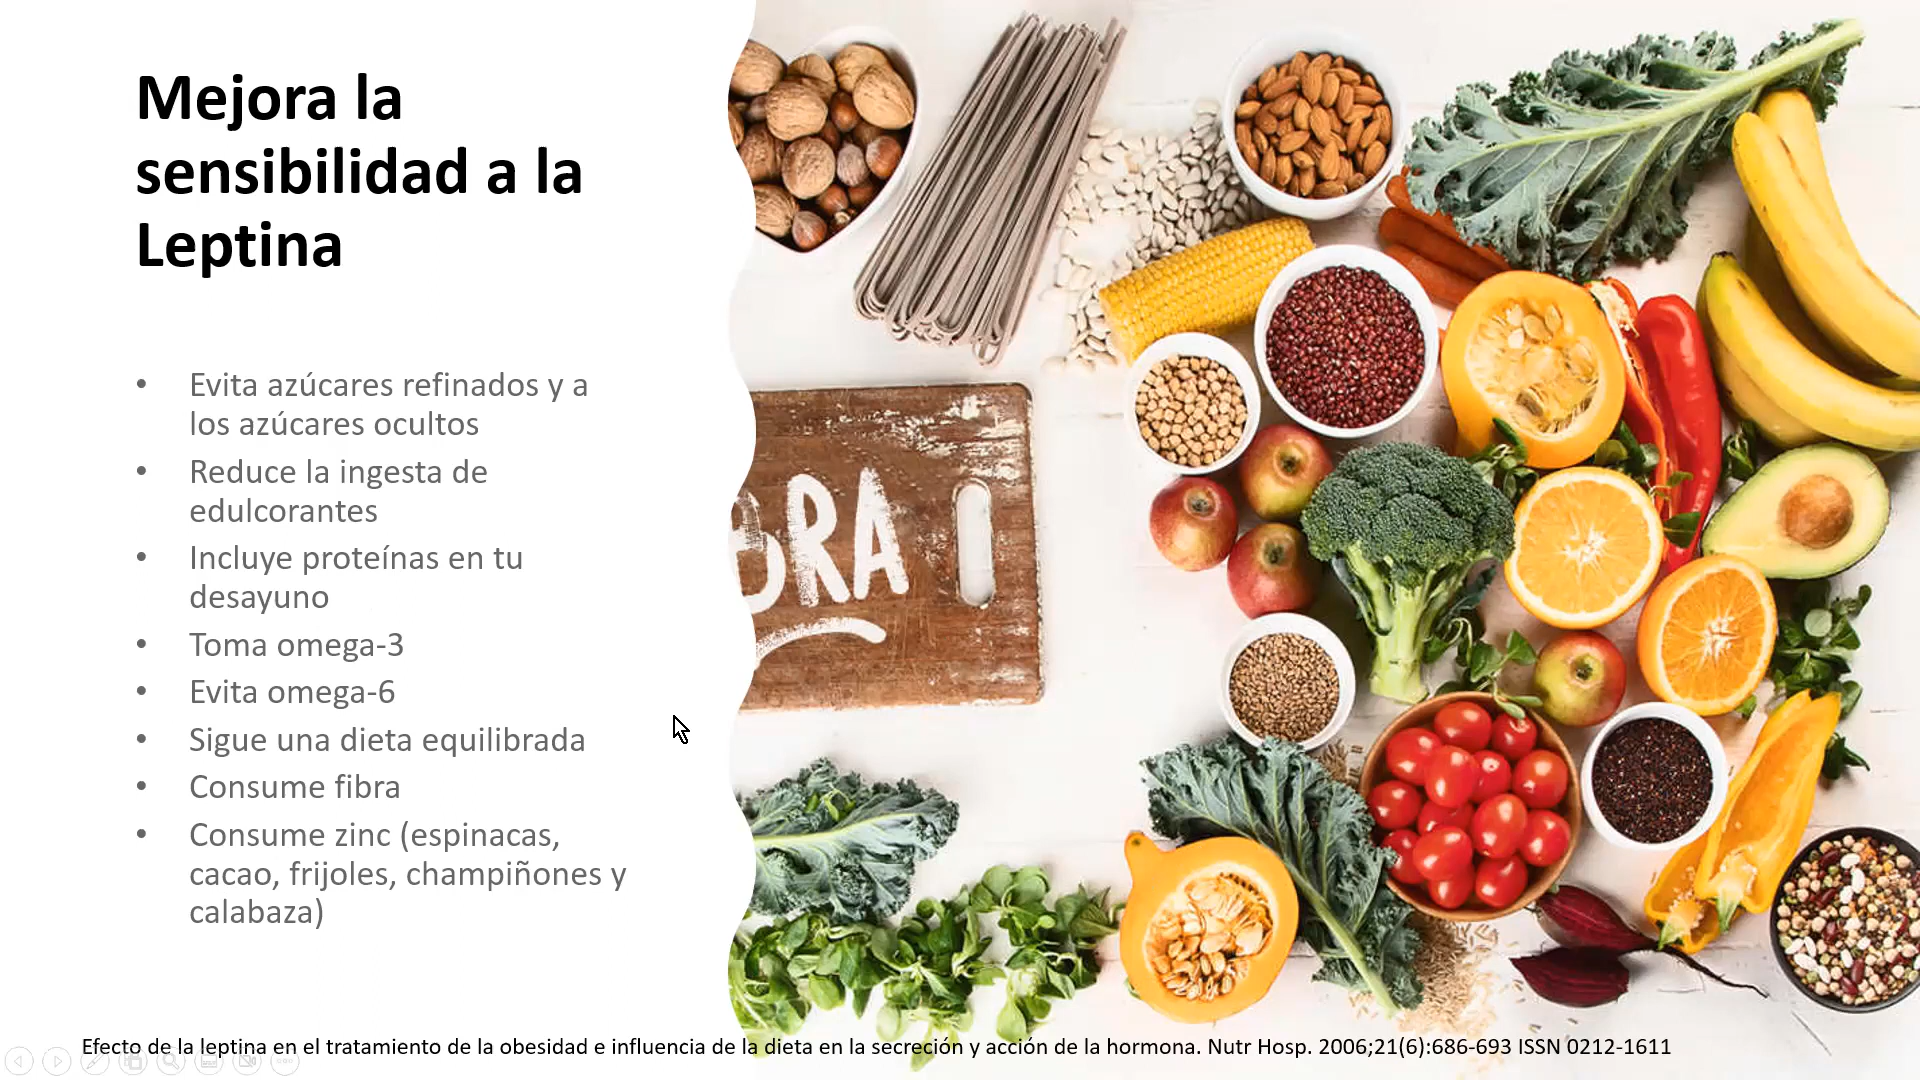 Mejora la
sensibilidad a la
Leptina
• Evita azúcares refinados y a
los azúcares ocultos
• Reduce la ingesta de
edulcorantes
• Incluye proteínas en tu
desayuno
• Toma omega-3
• Evita omega-6
• Sigue una dieta equilibrada
• Consume fibra
• Consume zinc (espinacas,
cacao, frijoles, champiñones y
calabaza)
BRA
Efecto de la leptina en el tratamiento de la obesidad e influencia de la dieta en la secreción y acción de la hormona. Nutr Hosp. 2006;21(6):686-693 ISSN 0212-1611